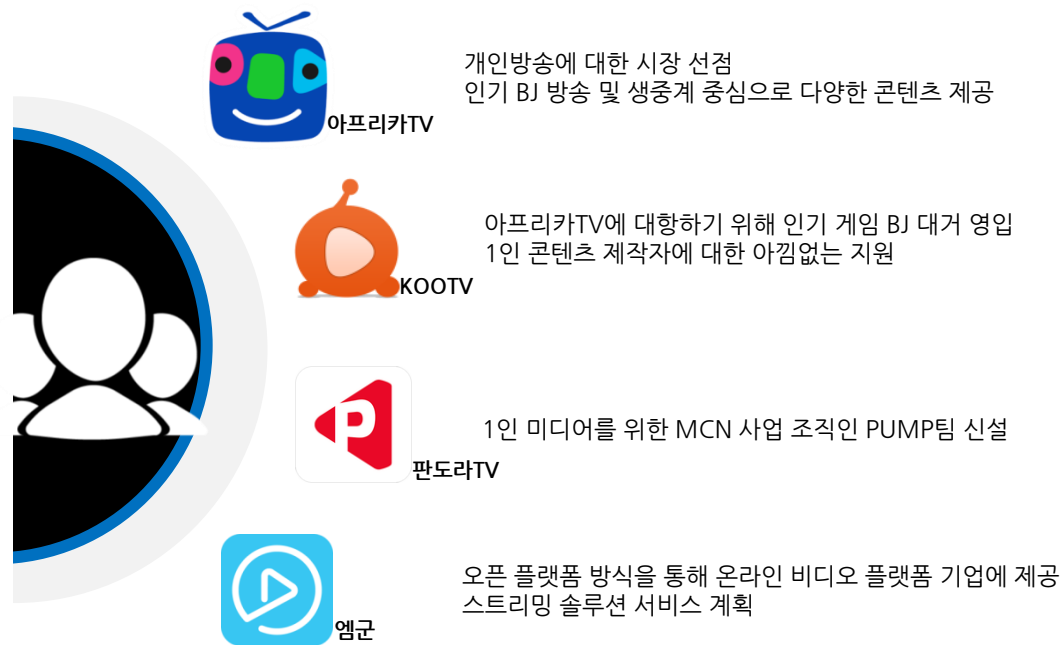 개인방송에 대한 시장 선점
인기 BJ 방송 및 생중계 중심으로 다양한 콘텐츠 제공
아프리카TV
아프리카TV에 대항하기 위해 인기 게임 BJ 대거 영입
1인 콘텐츠 제작자에 대한 아낌없는 지원
KOOTV
P
1인 미디어를 위한 MCN 사업 조직인 PUMP팀 신설
판도라TV
오픈 플랫폼 방식을 통해 온라인 비디오 플랫폼 기업에 제공
스트리밍 솔루션 서비스 계획
엠군